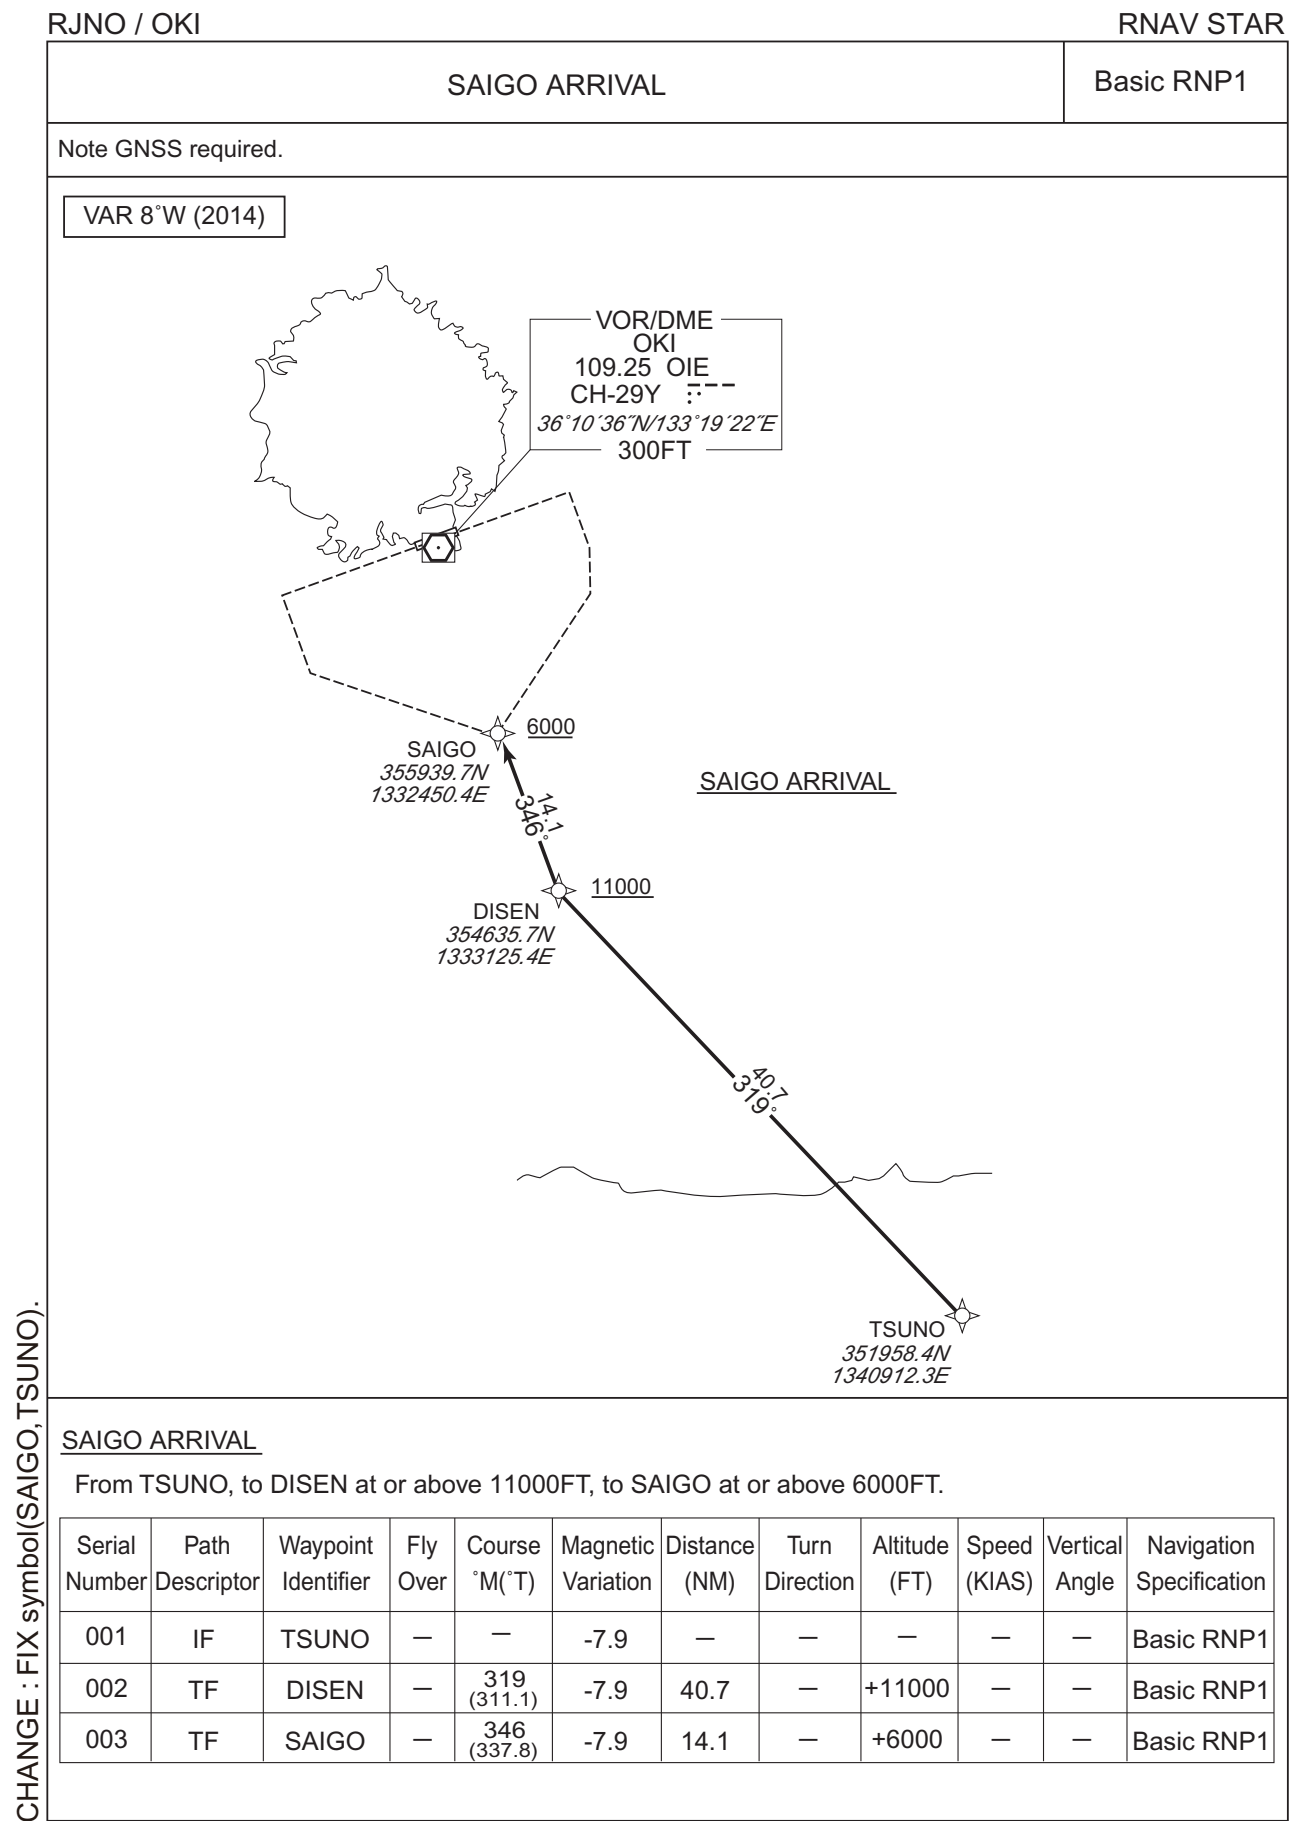 RJNO / OKI
RNAV STAR
SAIGO ARRIVAL
Basic RNP1
Note GNSS required.
VAR 8˚W (2014)
VOR/DME
OKI
109.25 OIE
CH-29Y
36˚10´36˝N/133˚19´22˝E
300FT
6000
SAIGO
355939.7N
1332450.4E
SAIGO ARRIVAL
14.1
346˚
11000
DISEN
354635.7N
1333125.4E
40.7
319˚
TSUNO
351958.4N
1340912.3E
SAIGO ARRIVAL
From TSUNO, to DISEN at or above 11000FT, to SAIGO at or above 6000FT.
Serial Number Path Descriptor Waypoint Identifier Fly Over Course ˚M(˚T) Magnetic Variation Distance (NM) Turn Direction Altitude (FT) Speed (KIAS) Vertical Angle Navigation Specification
001 IF TSUNO — — -7.9 — — — — — Basic RNP1
002 TF DISEN — 319 (311.1) -7.9 40.7 — +11000 — — Basic RNP1
003 TF SAIGO — 346 (337.8) -7.9 14.1 — +6000 — — Basic RNP1
CHANGE : FIX symbol(SAIGO,TSUNO).